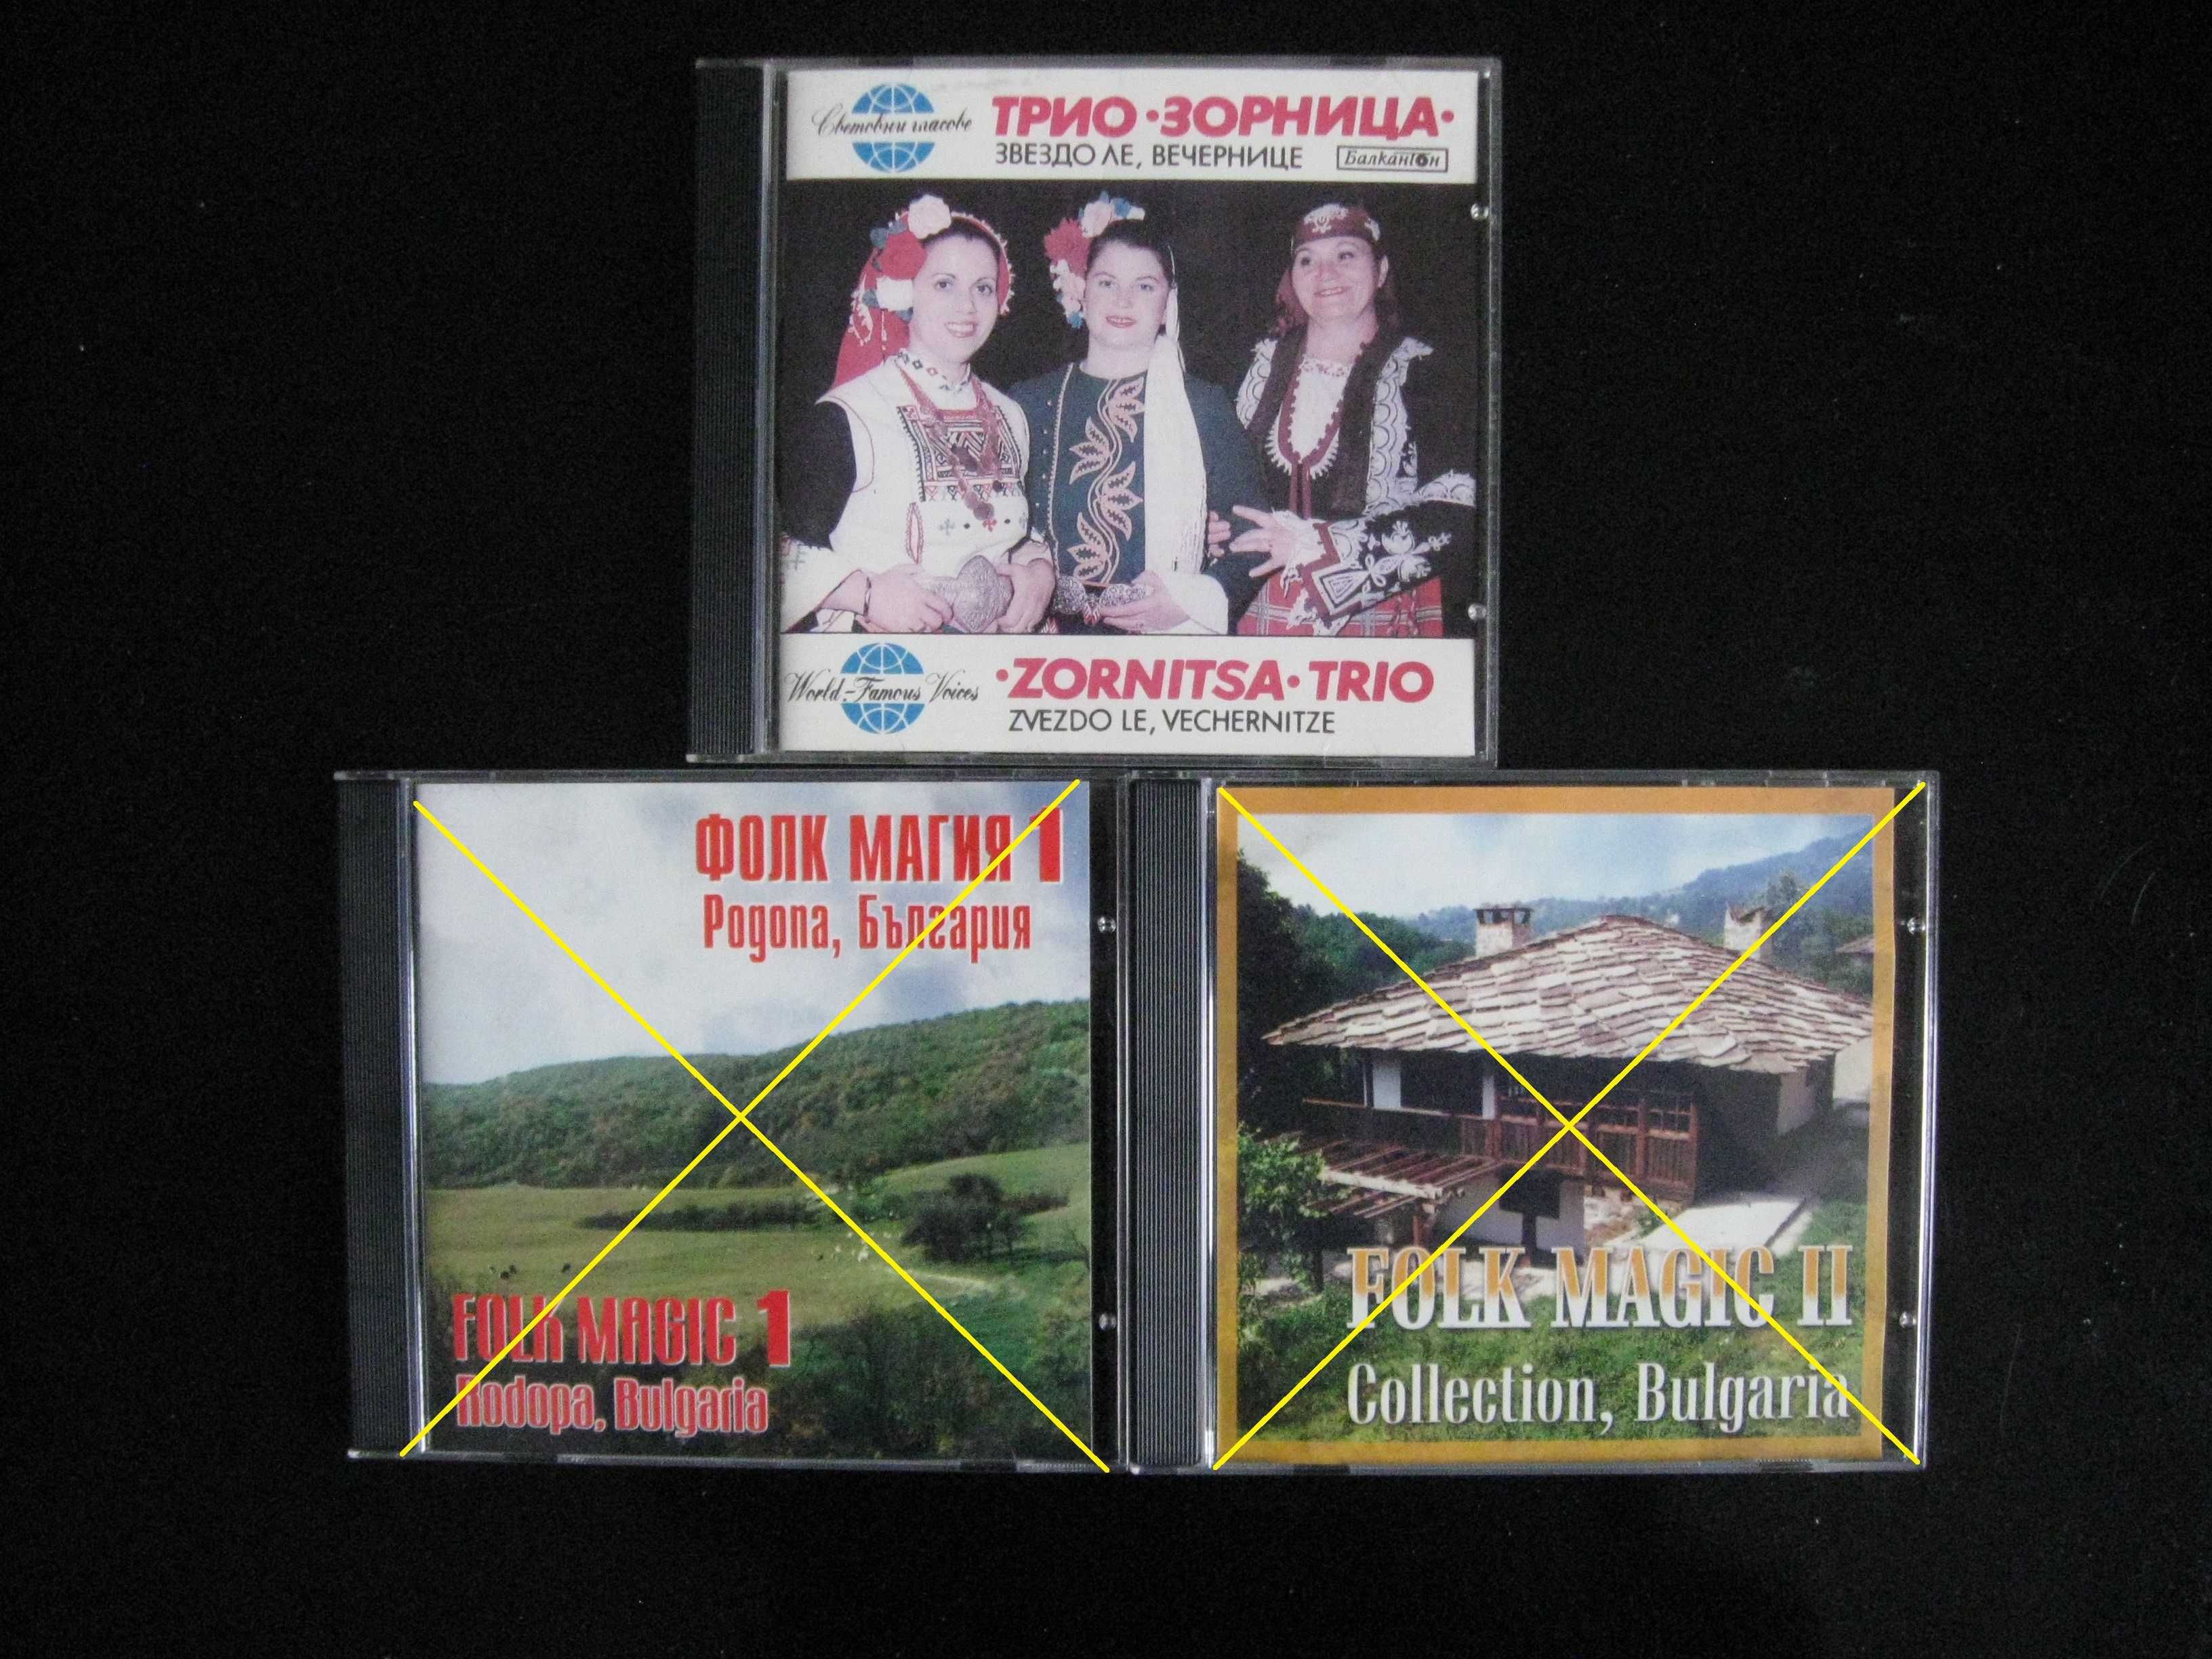 Световни гласове
ТРИО •ЗОРНИЦА•
ЗВЕЗДО ЛЕ, ВЕЧЕРНИЦЕ
Балкантон
World-Famous Voices
•ZORNITSA• TRIO
ZVEZDO LE, VECHERNITZE
ФОЛК МАГИЯ 1
Родопа, България
FOLK MAGIC 1
Rodopa, Bulgaria
FOLK MAGIC II
Collection, Bulgaria